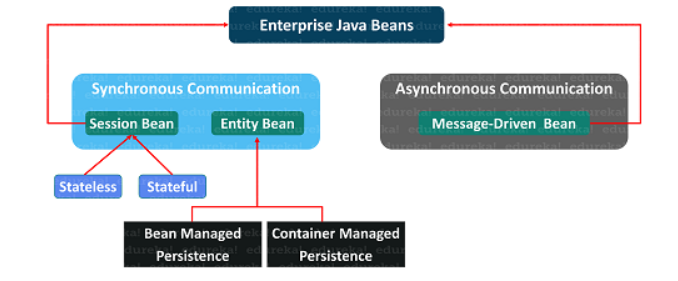 Enterprise Java Beans
Synchronous Communication
Asynchronous Communication
Session Bean
Entity Bean
Message-Driven Bean
Stateless
Stateful
Bean Managed
Persistence
Container Managed
Persistence
edureka!